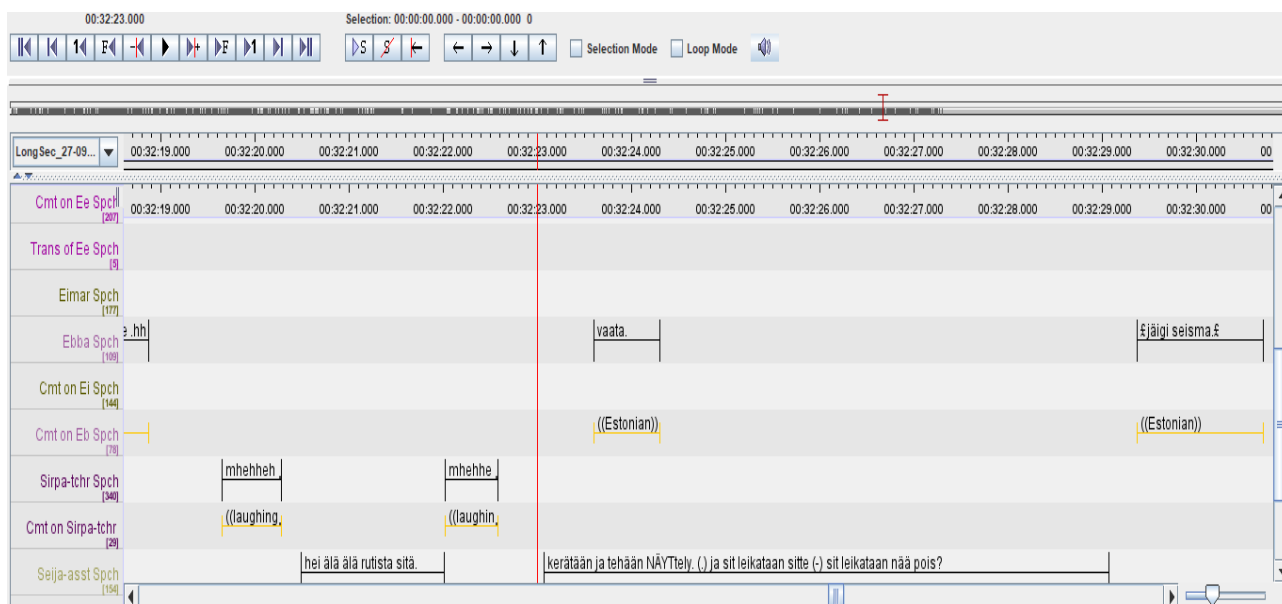 00:32:23.000 Selection: 00:00:00.000 - 00:00:00.000 0
1 F F 1 S S Selection Mode Loop Mode
LongSec_27-09... 00:32:19.000 00:32:20.000 00:32:21.000 00:32:22.000 00:32:23.000 00:32:24.000 00:32:25.000 00:32:26.000 00:32:27.000 00:32:28.000 00:32:29.000 00:32:30.000 00
Cmt on Ee Spch 00:32:19.000 00:32:20.000 00:32:21.000 00:32:22.000 00:32:23.000 00:32:24.000 00:32:25.000 00:32:26.000 00:32:27.000 00:32:28.000 00:32:29.000 00:32:30.000 00
[207]
Trans of Ee Spch
[5]
Eimar Spch
[177]
Ebba Spch e .hh vaata. £jäigi seisma.£
[109]
Cmt on Ei Spch
[144]
Cmt on Eb Spch ((Estonian)) ((Estonian))
[78]
Sirpa-tchr Spch mhehheh mhehhe
[340]
Cmt on Sirpa-tchr ((laughing, ((laughin,
[29]
Seija-asst Spch hei älä älä rutista sitä. kerätään ja tehään NÄYTtely. (.) ja sit leikataan sitte (-) sit leikataan nää pois?
[154]